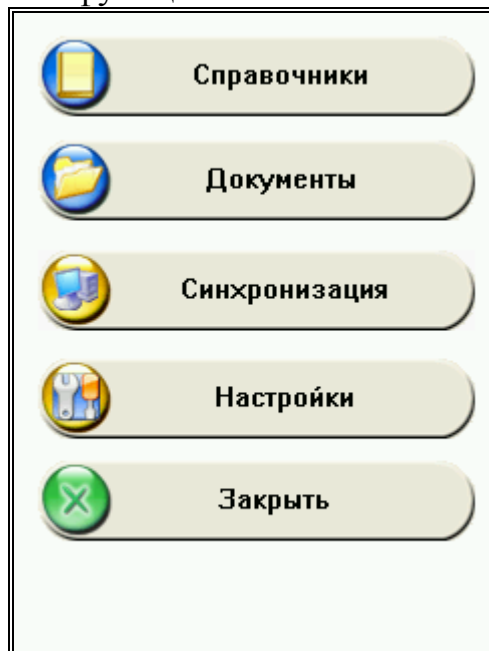 Справочники
Документы
Синхронизация
Настройки
Закрыть